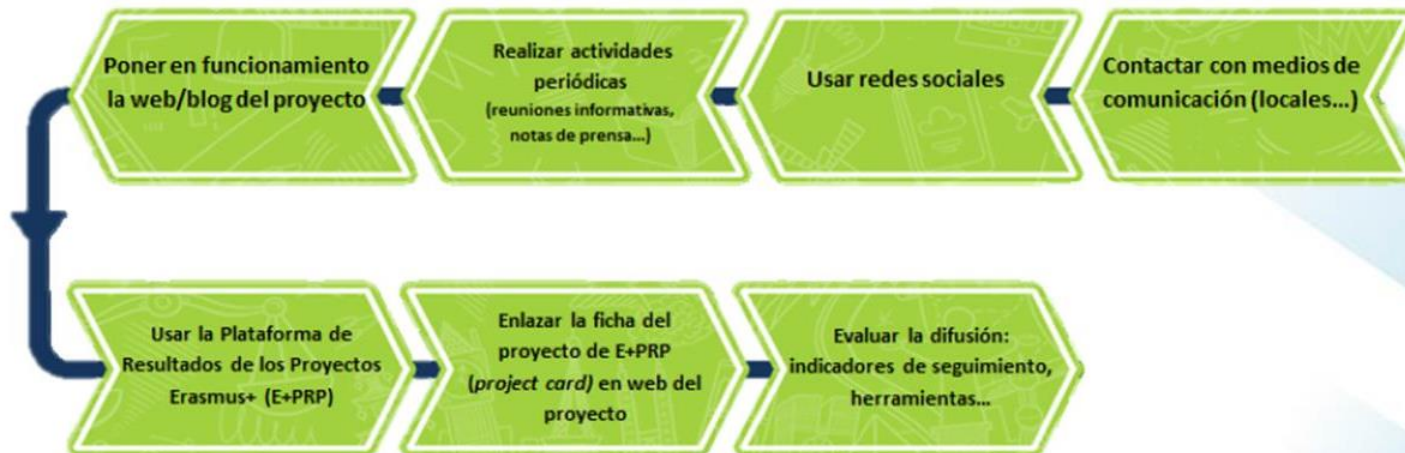 Poner en funcionamiento
la web/blog del proyecto
Realizar actividades
periódicas
(reuniones informativas,
notas de prensa...)
Usar redes sociales
Contactar con medios de
comunicación (locales...)
Usar la Plataforma de
Resultados de los Proyectos
Erasmus+ (E+PRP)
Enlazar la ficha del
proyecto de E+PRP
(project card) en web del
proyecto
Evaluar la difusión:
indicadores de seguimiento,
herramientas...